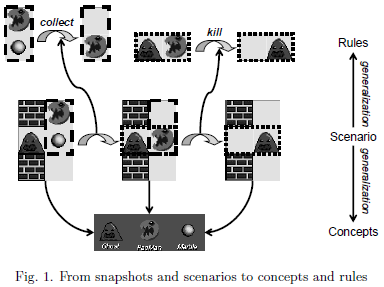 collect
kill
Rules
generalization
Scenario
generalization
Concepts
Ghost PacMan Marble
Fig. 1. From snapshots and scenarios to concepts and rules